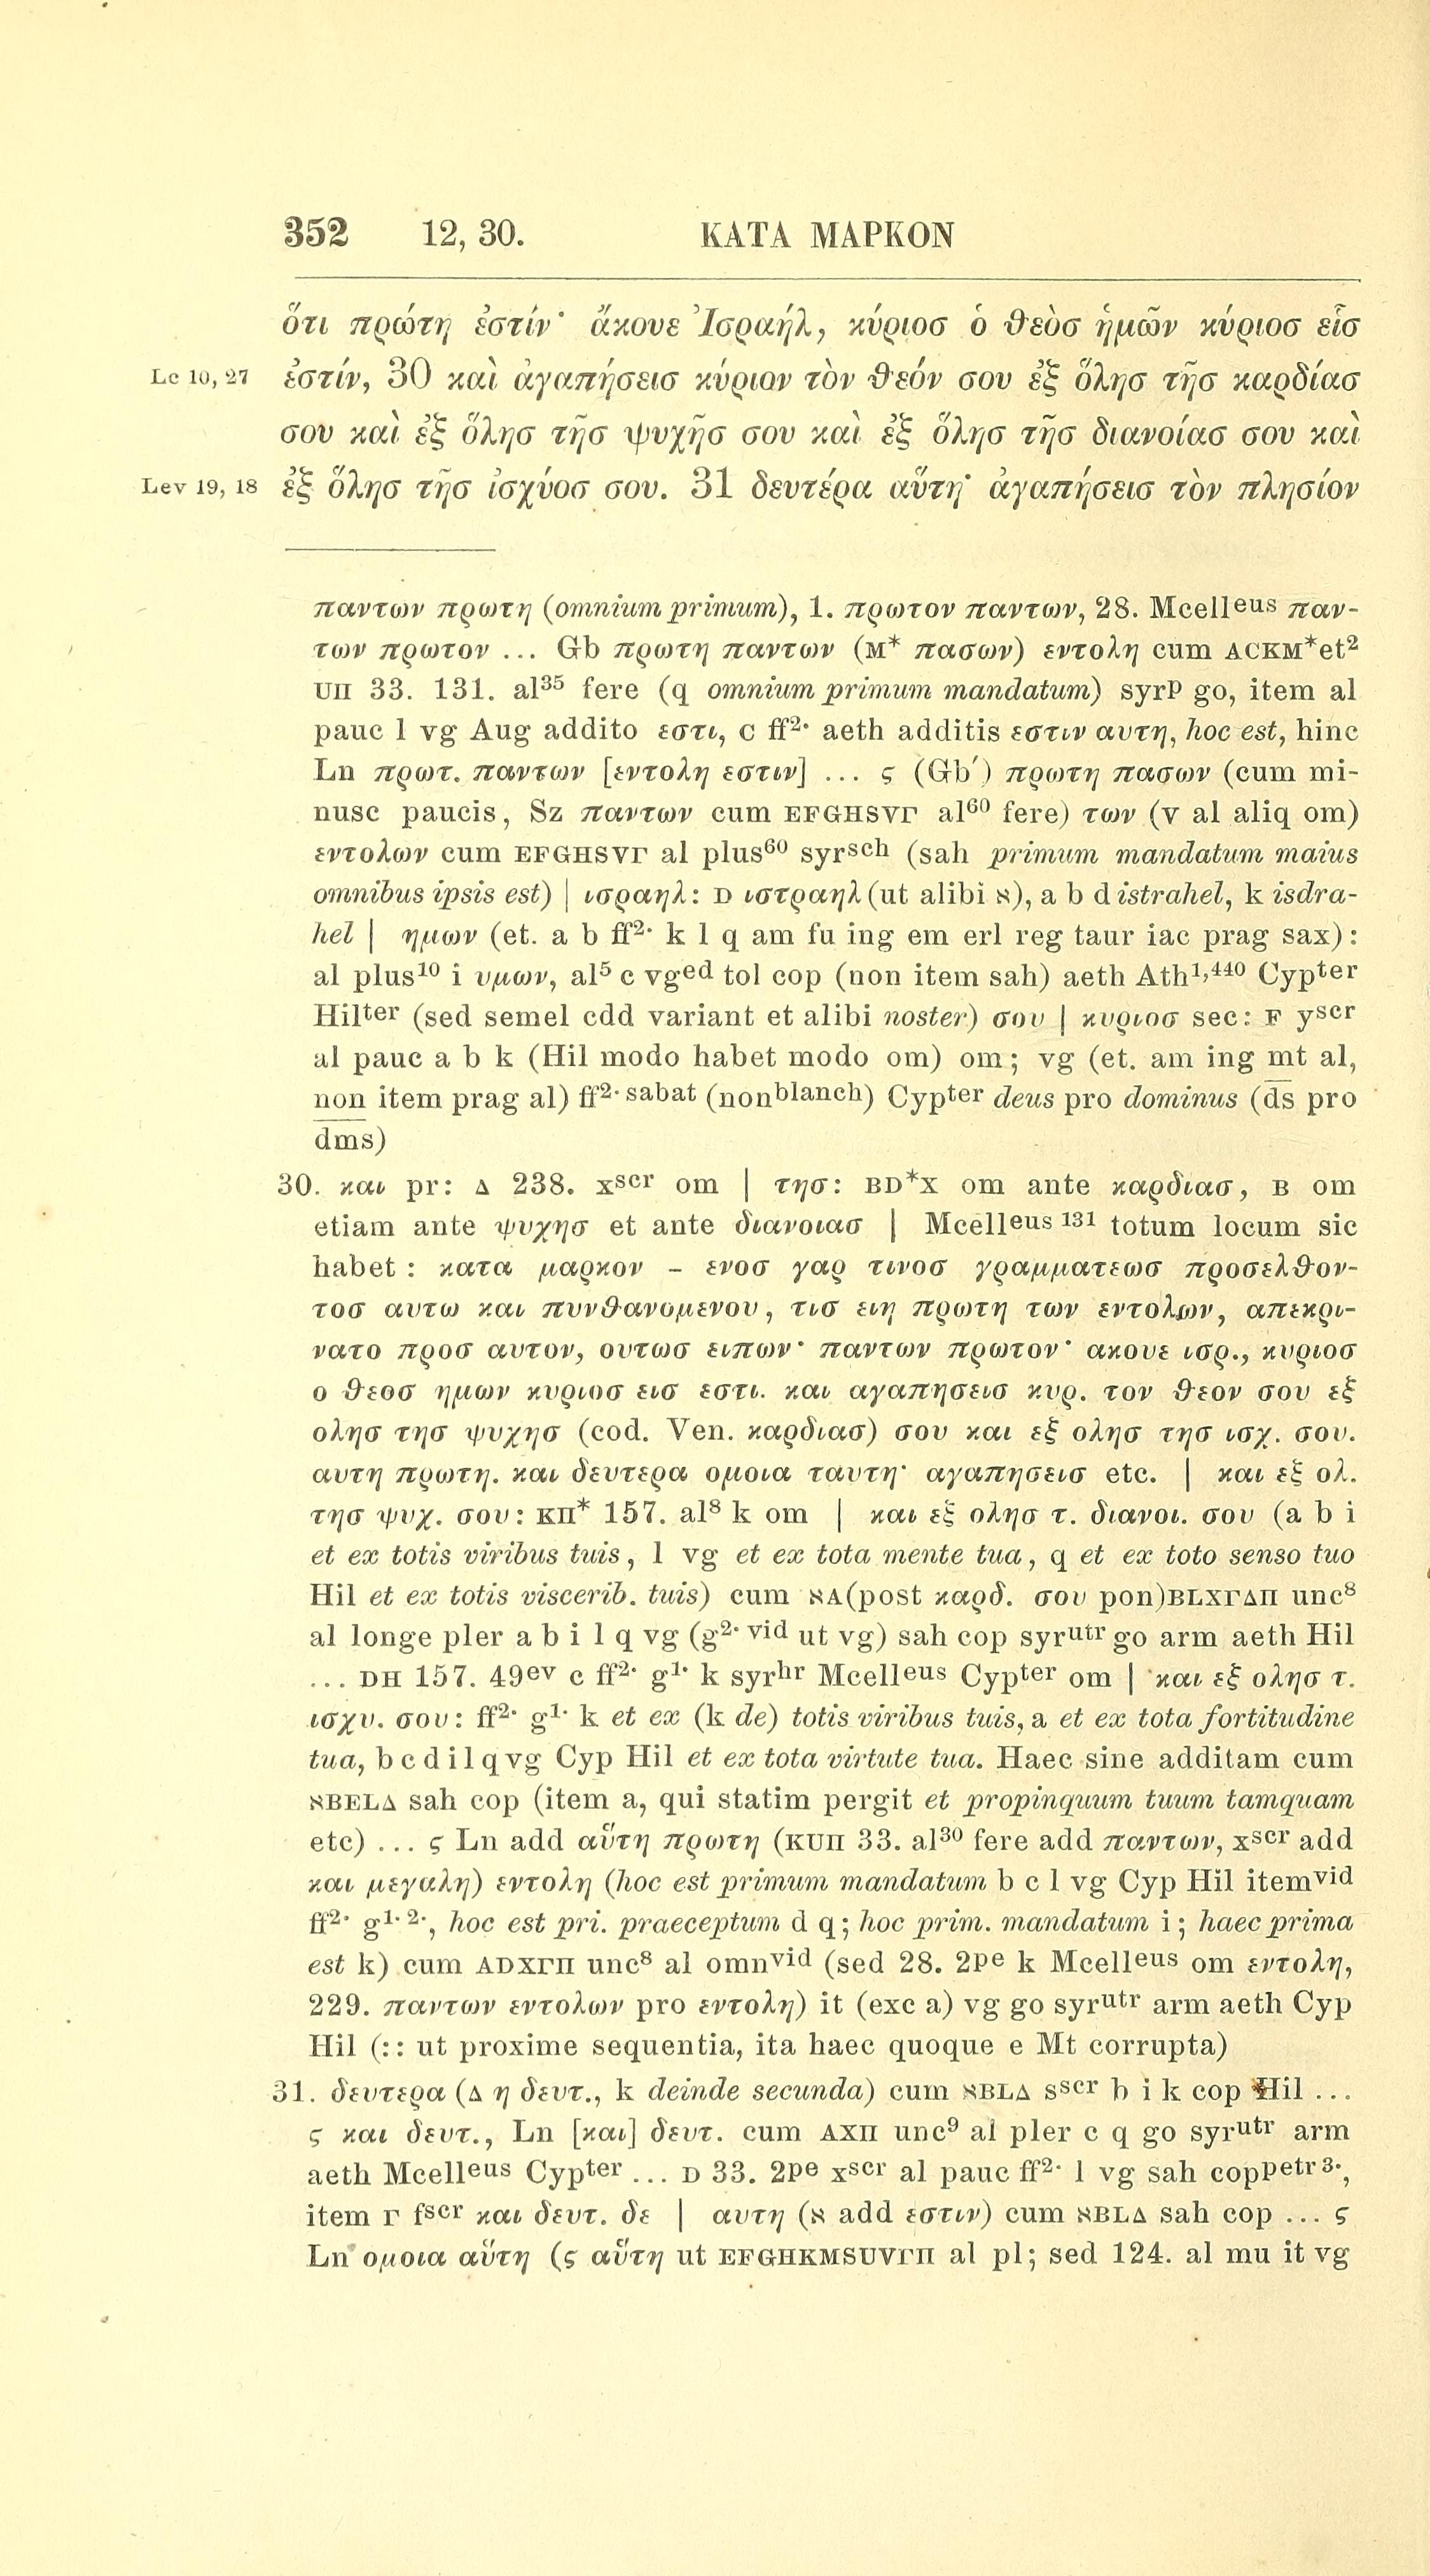 352 12, 30. ΚΑΤΑ ΜΑΡΚΟΝ
ὅτι πρώτη ἐστίν· ἄκουε Ἰσραήλ, κύριοσ ὁ θεὸσ ἡμῶν κύριοσ εἷσ
Lc 10, 27 ἐστίν, 30 καὶ ἀγαπήσεισ κύριον τὸν θεόν σου ἐξ ὅλησ τῆσ καρδίασ
σου καὶ ἐξ ὅλησ τῆσ ψυχῆσ σου καὶ ἐξ ὅλησ τῆσ διανοίασ σου καὶ
Lev 19, 18 ἐξ ὅλησ τῆσ ἰσχύοσ σου. 31 δευτέρα αὕτη· ἀγαπήσεισ τὸν πλησίον
παντων πρωτη (omnium primum), 1. πρωτον παντων, 28. Mcelleus παν-
των πρωτον ... Gb πρωτη παντων (M* πασων) εντολη cum ACKM*et²
UΠ 33. 131. al³⁵ fere (q omnium primum mandatum) syrp go, item al
pauc l vg Aug addito εστι, c ff²· aeth additis εστιν αυτη, hoc est, hinc
Ln πρωτ. παντων [εντολη εστιν] ... ς (Gb′) πρωτη πασων (cum mi-
nusc paucis, Sz παντων cum EFGHSVΓ al⁶⁰ fere) των (v al aliq om)
εντολων cum EFGHSVΓ al plus⁶⁰ syrsch (sah primum mandatum maius
omnibus ipsis est) | ισραηλ: D ιστραηλ (ut alibi ℵ), a b d istrahel, k isdra-
hel | ημων (et. a b ff²· k l q am fu ing em erl reg taur iac prag sax):
al plus¹⁰ i υμων, al⁵ c vged tol cop (non item sah) aeth Ath¹,⁴⁴⁰ Cypter
Hilter (sed semel cdd variant et alibi noster) σου | κυριοσ sec: F yscr
al pauc a b k (Hil modo habet modo om) om; vg (et. am ing mt al,
non item prag al) ff²· sabat (nonblanch) Cypter deus pro dominus (d̅s̅ pro
d̅m̅s̅)
30. και pr: Δ 238. xscr om | τησ: BD*X om ante καρδιασ, B om
etiam ante ψυχησ et ante διανοιασ | Mcelleus ¹³¹ totum locum sic
habet: κατα μαρκον - ενοσ γαρ τινοσ γραμματεωσ προσελθον-
τοσ αυτω και πυνθανομενου, τισ ειη πρωτη των εντολων, απεκρι-
νατο προσ αυτον, ουτωσ ειπων· παντων πρωτον· ακουε ισρ., κυριοσ
ο θεοσ ημων κυριοσ εισ εστι. και αγαπησεισ κυρ. τον θεον σου εξ
ολησ τησ ψυχησ (cod. Ven. καρδιασ) σου και εξ ολησ τησ ισχ. σου.
αυτη πρωτη. και δευτερα ομοια ταυτη· αγαπησεισ etc. | και εξ ολ.
τησ ψυχ. σου: KΠ* 157. al⁸ k om | και εξ ολησ τ. διανοι. σου (a b i
et ex totis viribus tuis, l vg et ex tota mente tua, q et ex toto senso tuo
Hil et ex totis viscerib. tuis) cum ℵA(post καρδ. σου pon)BLXΓΔΠ unc⁸
al longe pler a b i l q vg (g²· vid ut vg) sah cop syrutr go arm aeth Hil
... DH 157. 49ev c ff²· g¹· k syrhr Mcelleus Cypter om | και εξ ολησ τ.
ισχυ. σου: ff²· g¹· k et ex (k de) totis viribus tuis, a et ex tota fortitudine
tua, b c d i l q vg Cyp Hil et ex tota virtute tua. Haec sine additam cum
ℵBELΔ sah cop (item a, qui statim pergit et propinquum tuum tamquam
etc) ... ς Ln add αὕτη πρωτη (KUΠ 33. al³⁰ fere add παντων, xscr add
και μεγαλη) εντολη (hoc est primum mandatum b c l vg Cyp Hil itemvid
ff²· g¹· ²·, hoc est pri. praeceptum d q; hoc prim. mandatum i; haec prima
est k) cum ADXΓΠ unc⁸ al omnvid (sed 28. 2pe k Mcelleus om εντολη,
229. παντων εντολων pro εντολη) it (exc a) vg go syrutr arm aeth Cyp
Hil (:: ut proxime sequentia, ita haec quoque e Mt corrupta)
31. δευτερα (Δ η δευτ., k deinde secunda) cum ℵBLΔ sscr b i k cop Hil ...
ς και δευτ., Ln [και] δευτ. cum AXΠ unc⁹ al pler c q go syrutr arm
aeth Mcelleus Cypter ... D 33. 2pe xscr al pauc ff²· l vg sah coppetr 3·,
item Γ fscr και δευτ. δε | αυτη (ℵ add εστιν) cum ℵBLΔ sah cop ... ς
Ln ομοια αὕτη (ς αὕτη ut EFGHKMSUVΓΠ al pl; sed 124. al mu it vg